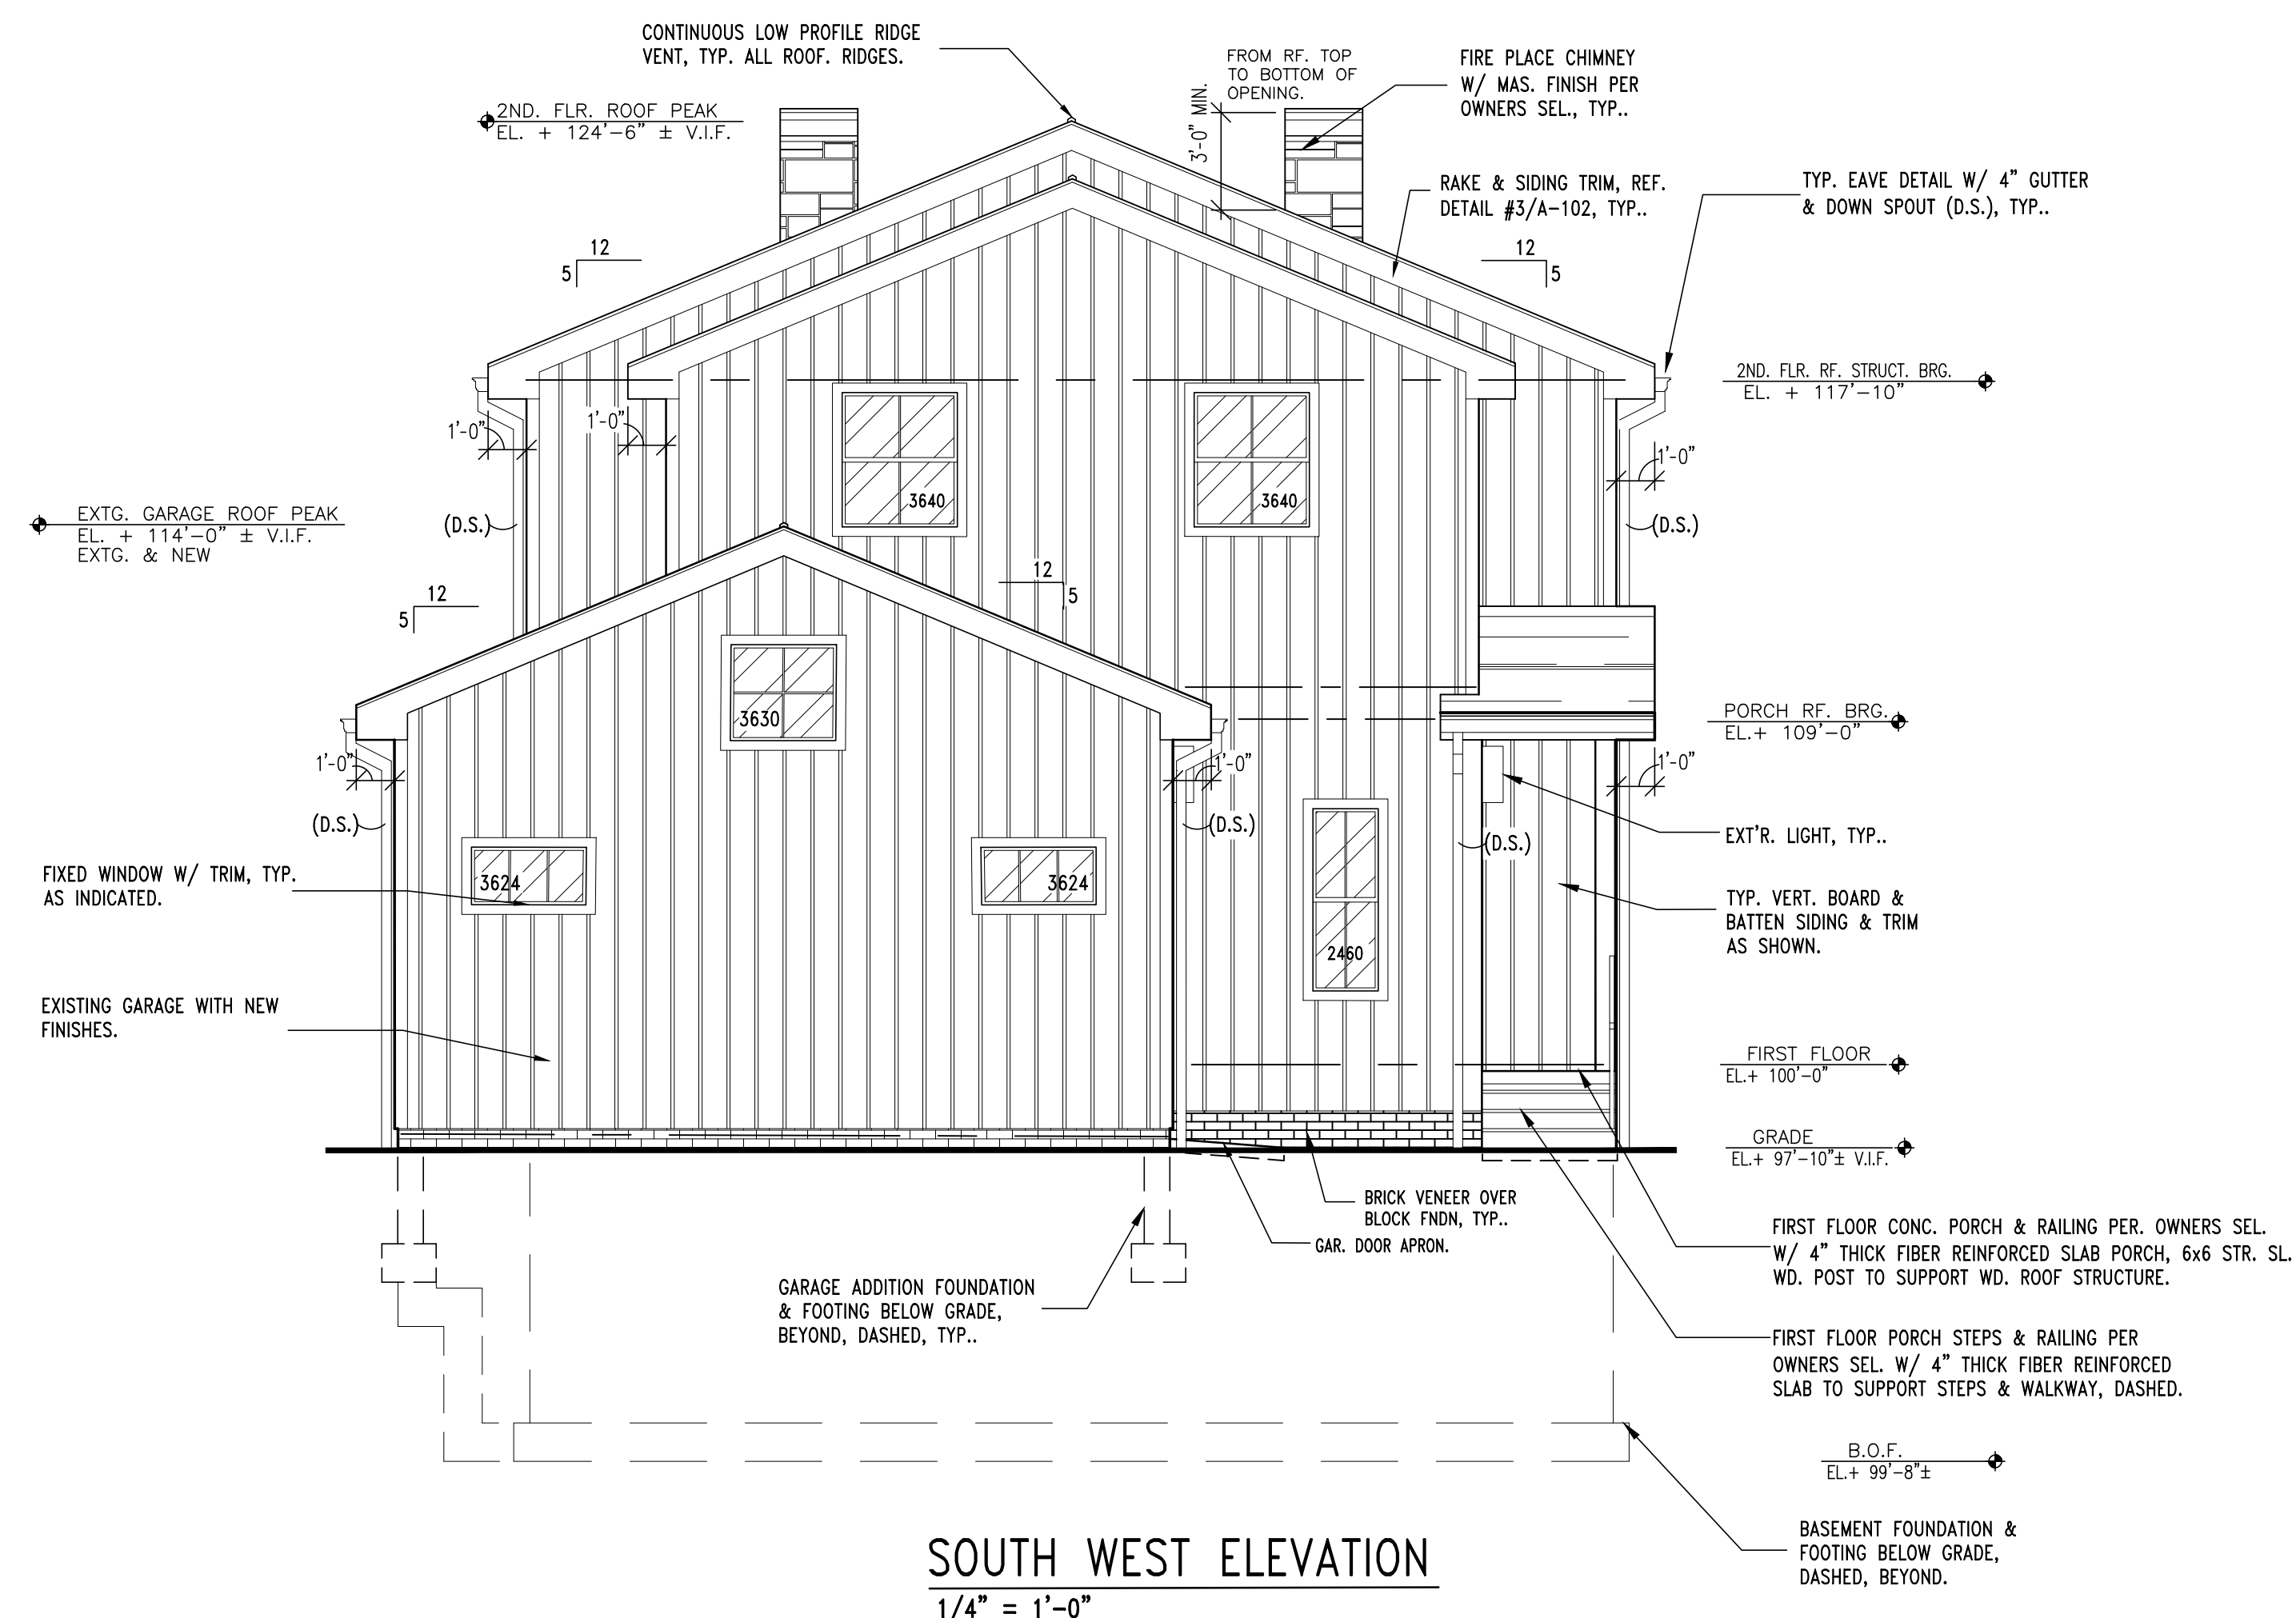 CONTINUOUS LOW PROFILE RIDGE
VENT, TYP. ALL ROOF. RIDGES.
FROM RF. TOP
TO BOTTOM OF
OPENING.
3'-0" MIN.
FIRE PLACE CHIMNEY
W/ MAS. FINISH PER
OWNERS SEL., TYP..
2ND. FLR. ROOF PEAK
EL. + 124'-6" ± V.I.F.
RAKE & SIDING TRIM, REF.
DETAIL #3/A-102, TYP..
TYP. EAVE DETAIL W/ 4" GUTTER
& DOWN SPOUT (D.S.), TYP..
12
5
12
5
2ND. FLR. RF. STRUCT. BRG.
EL. + 117'-10"
1'-0"
1'-0"
1'-0"
3640
3640
EXTG. GARAGE ROOF PEAK
EL. + 114'-0" ± V.I.F.
EXTG. & NEW
(D.S.)
(D.S.)
12
5
12
5
3630
PORCH RF. BRG.
EL.+ 109'-0"
1'-0"
1'-0"
1'-0"
(D.S.)
(D.S.)
(D.S.)
EXT'R. LIGHT, TYP..
FIXED WINDOW W/ TRIM, TYP.
AS INDICATED.
3624
3624
TYP. VERT. BOARD &
BATTEN SIDING & TRIM
AS SHOWN.
2460
EXISTING GARAGE WITH NEW
FINISHES.
FIRST FLOOR
EL.+ 100'-0"
GRADE
EL.+ 97'-10"± V.I.F.
BRICK VENEER OVER
BLOCK FNDN, TYP..
GAR. DOOR APRON.
FIRST FLOOR CONC. PORCH & RAILING PER. OWNERS SEL.
W/ 4" THICK FIBER REINFORCED SLAB PORCH, 6x6 STR. SL.
WD. POST TO SUPPORT WD. ROOF STRUCTURE.
GARAGE ADDITION FOUNDATION
& FOOTING BELOW GRADE,
BEYOND, DASHED, TYP..
FIRST FLOOR PORCH STEPS & RAILING PER
OWNERS SEL. W/ 4" THICK FIBER REINFORCED
SLAB TO SUPPORT STEPS & WALKWAY, DASHED.
B.O.F.
EL.+ 99'-8"±
BASEMENT FOUNDATION &
FOOTING BELOW GRADE,
DASHED, BEYOND.
SOUTH WEST ELEVATION
1/4" = 1'-0"